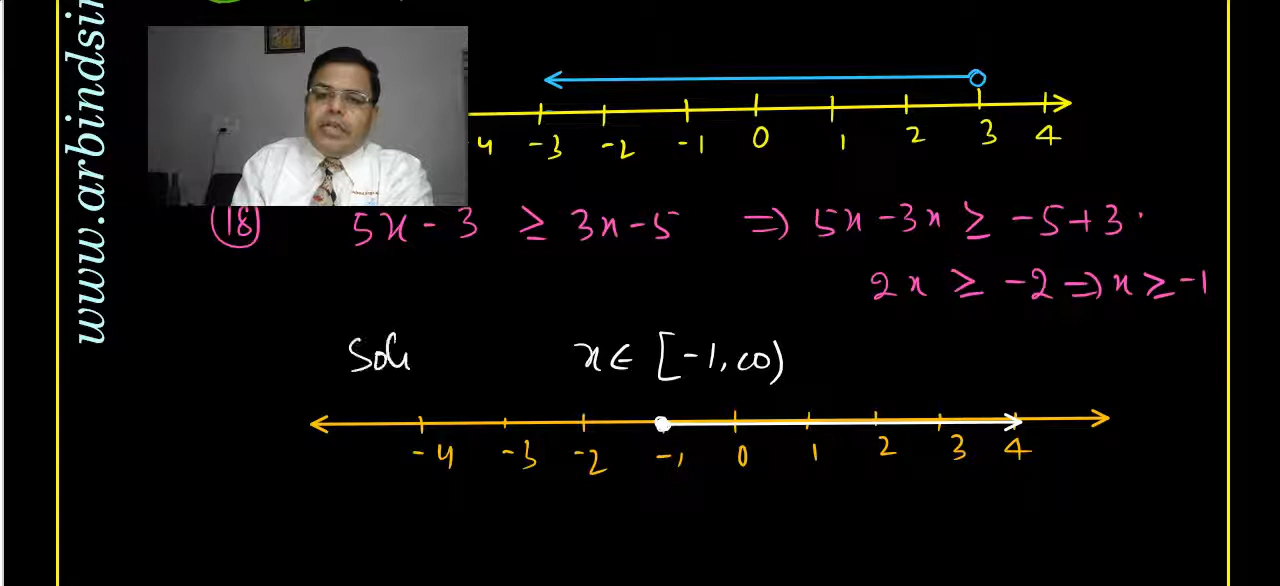 www.arbindsin
4 -3 -2 -1 0 1 2 3 4
(18) 5x - 3 ≥ 3x - 5 ⇒ 5x - 3x ≥ -5 + 3.
2x ≥ -2 ⇒ x ≥ -1
Soln x ∈ [-1, ∞)
-4 -3 -2 -1 0 1 2 3 4